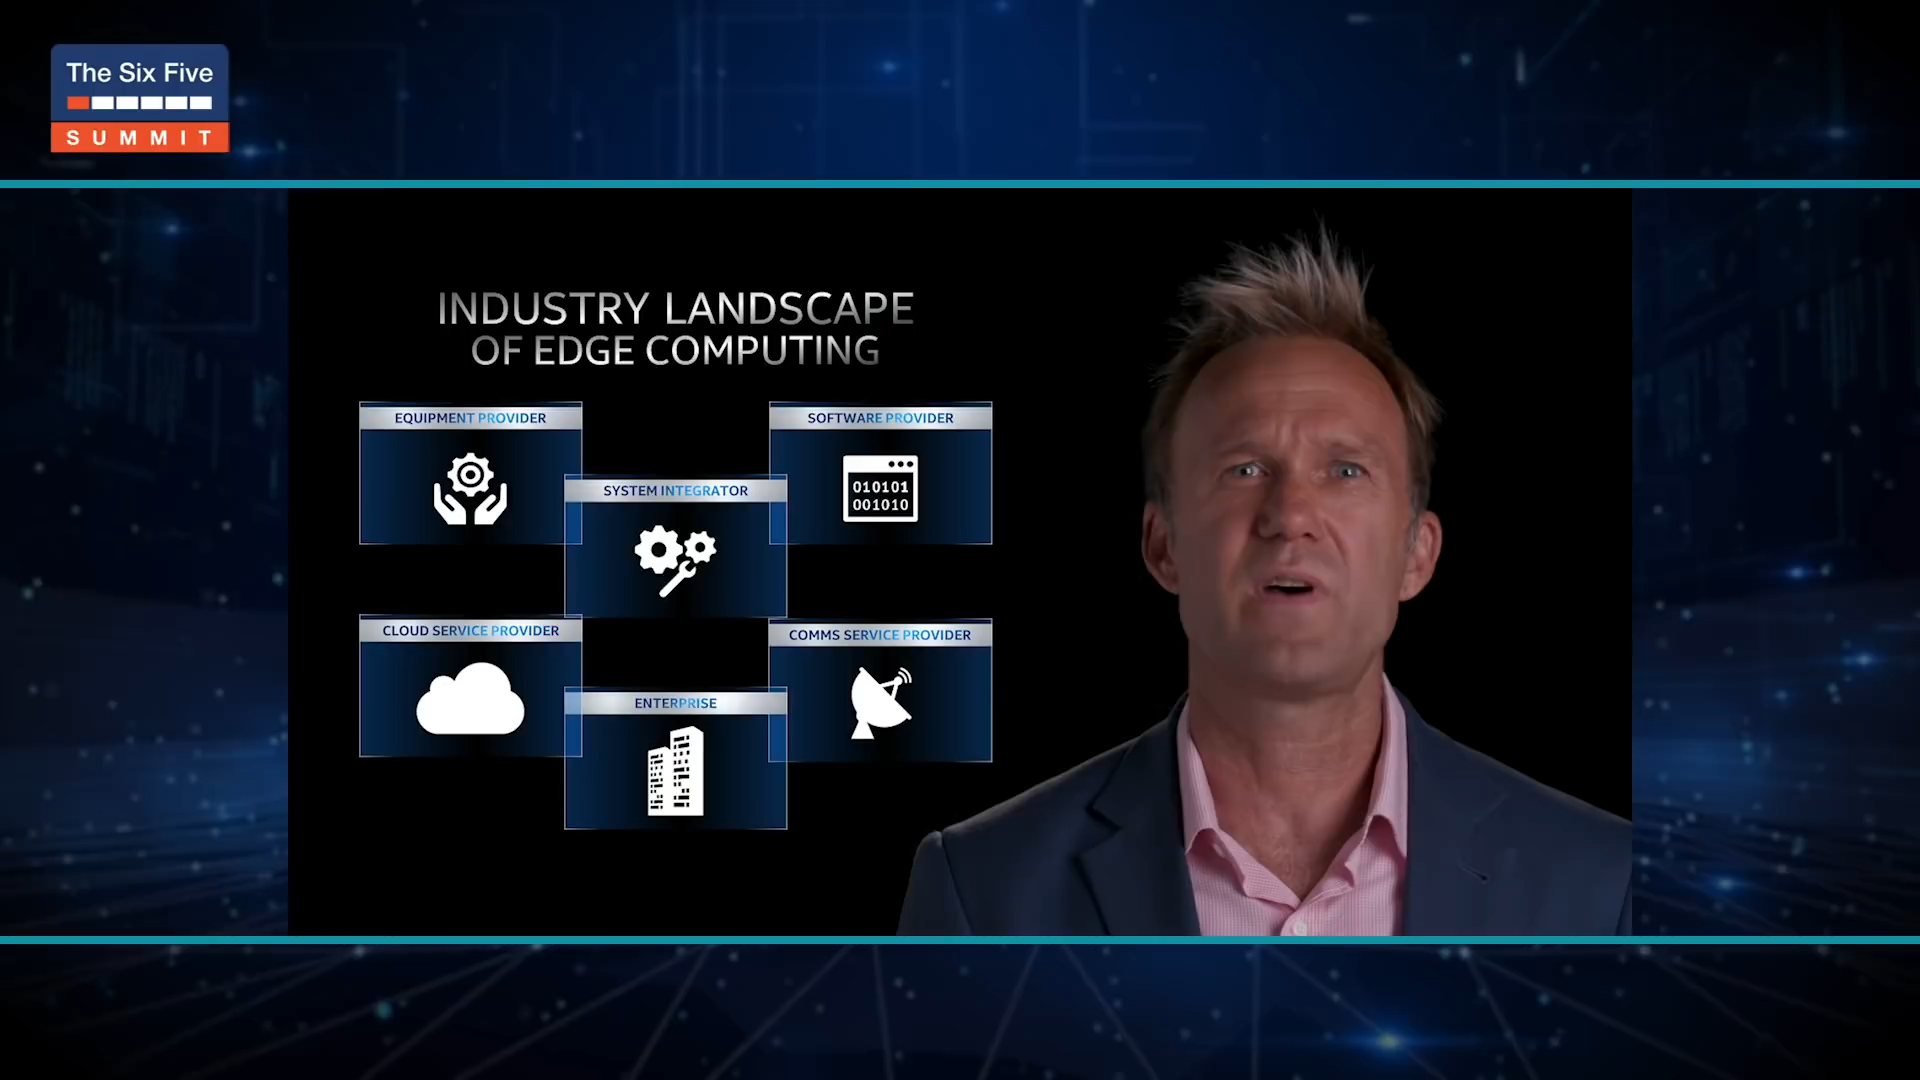 The Six Five
SUMMIT
INDUSTRY LANDSCAPE
OF EDGE COMPUTING
EQUIPMENT PROVIDER
SOFTWARE PROVIDER
010101
001010
SYSTEM INTEGRATOR
CLOUD SERVICE PROVIDER
COMMS SERVICE PROVIDER
ENTERPRISE